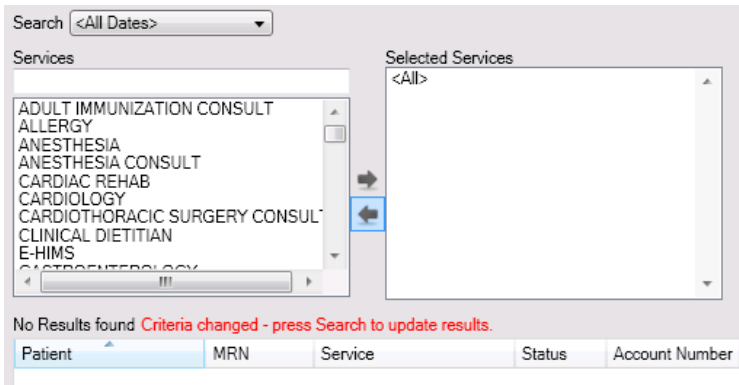 Search <All Dates>
Services
Selected Services
<All>
ADULT IMMUNIZATION CONSULT
ALLERGY
ANESTHESIA
ANESTHESIA CONSULT
CARDIAC REHAB
CARDIOLOGY
CARDIOTHORACIC SURGERY CONSULT
CLINICAL DIETITIAN
E-HIMS
GASTROENTEROLOGY
No Results found Criteria changed - press Search to update results.
Patient MRN Service Status Account Number